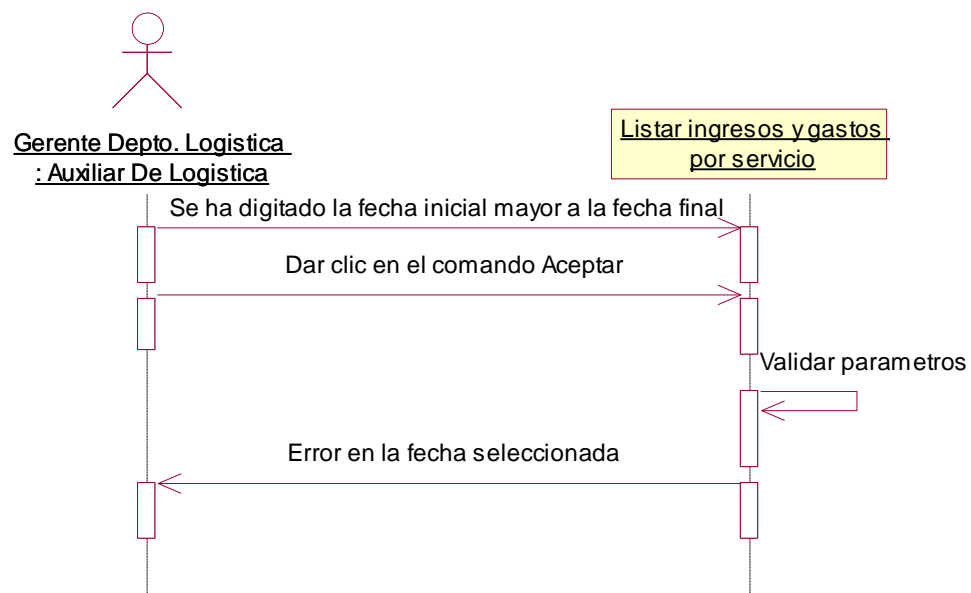 Gerente Depto. Logistica
: Auxiliar De Logistica
Listar ingresos y gastos
por servicio
Se ha digitado la fecha inicial mayor a la fecha final
Dar clic en el comando Aceptar
Validar parametros
Error en la fecha seleccionada